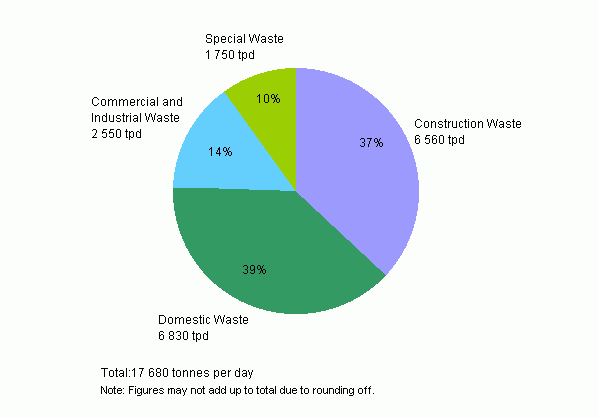 Special Waste
1 750 tpd
10%
Commercial and
Industrial Waste
2 550 tpd
14%
Construction Waste
6 560 tpd
37%
39%
Domestic Waste
6 830 tpd
Total:17 680 tonnes per day
Note: Figures may not add up to total due to rounding off.